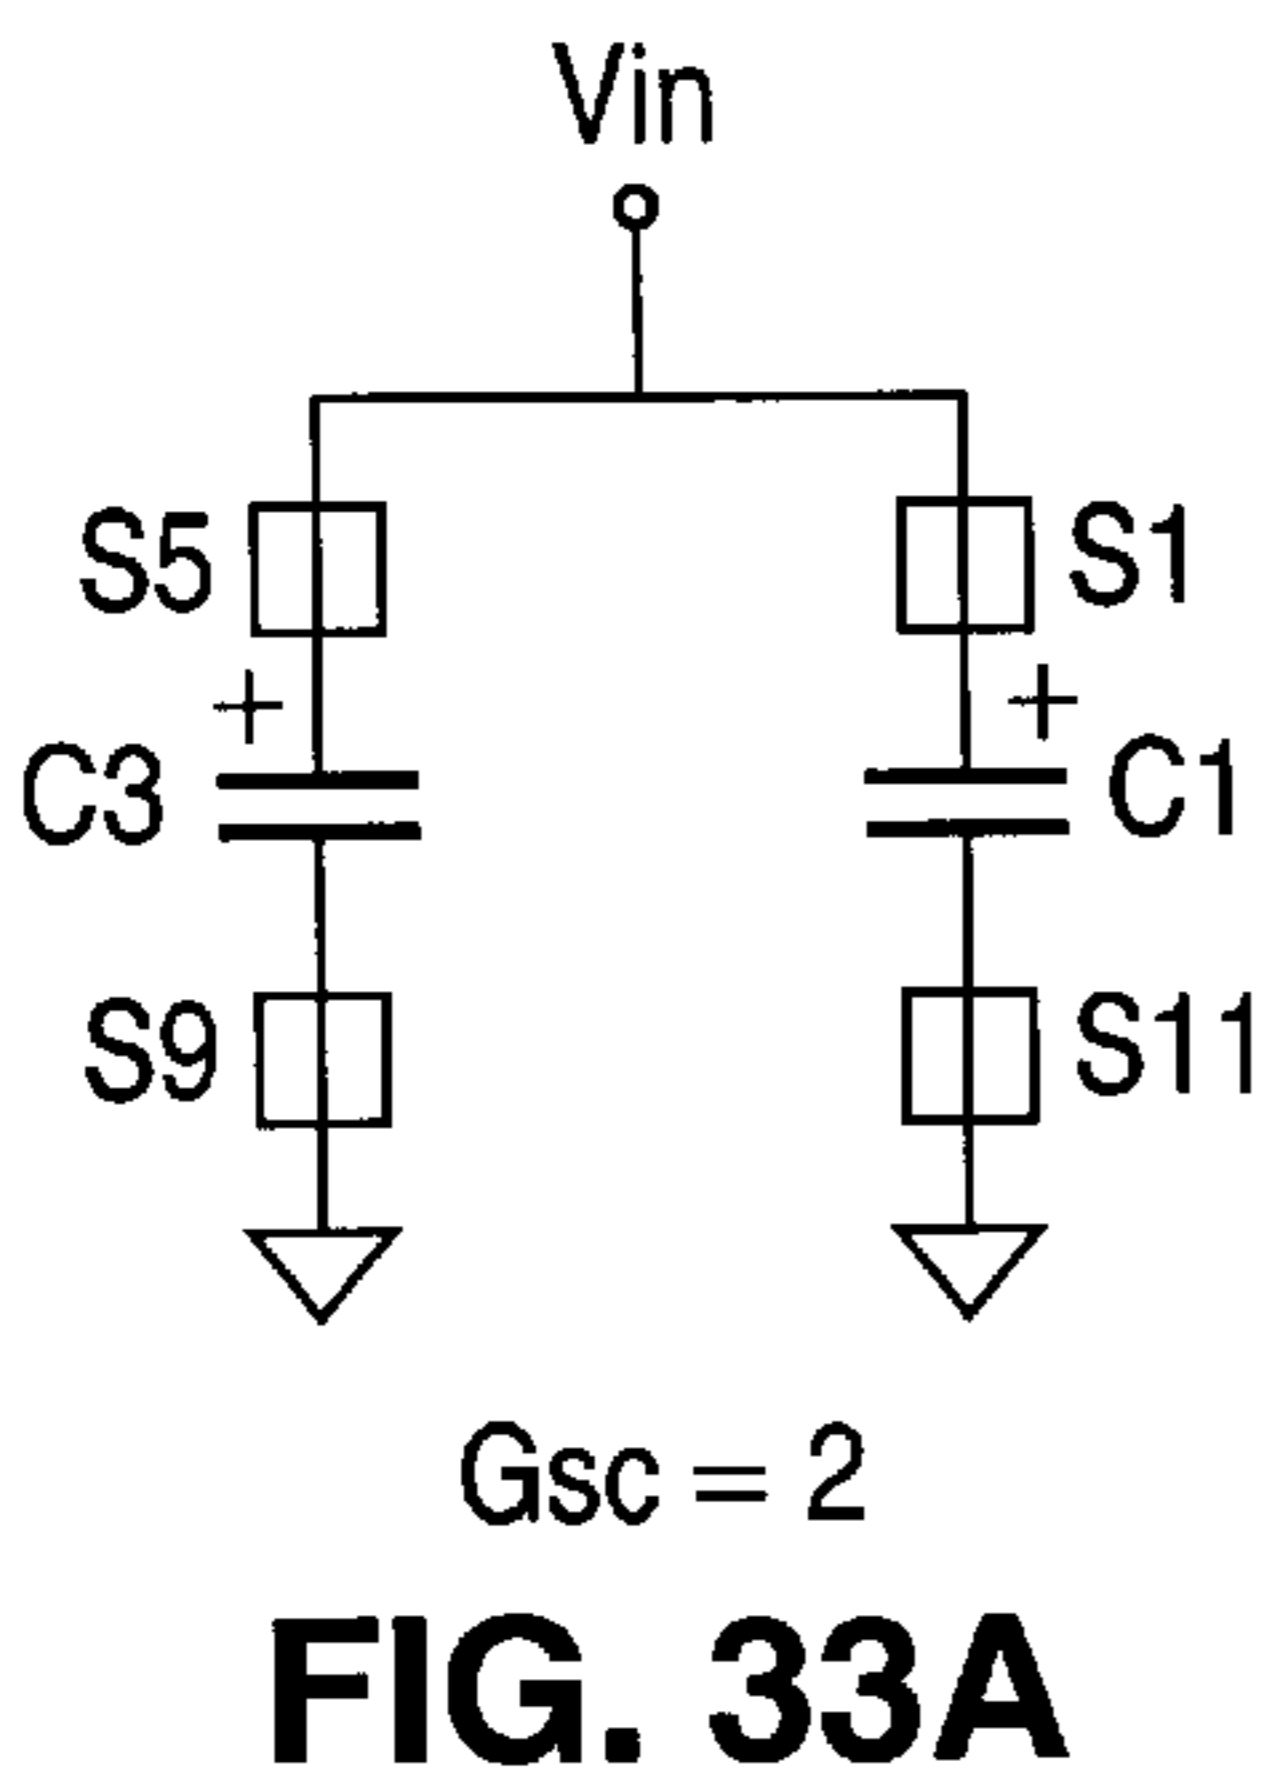 Vin
S5
S1
+
+
C3
C1
S9
S11
Gsc = 2
FIG. 33A